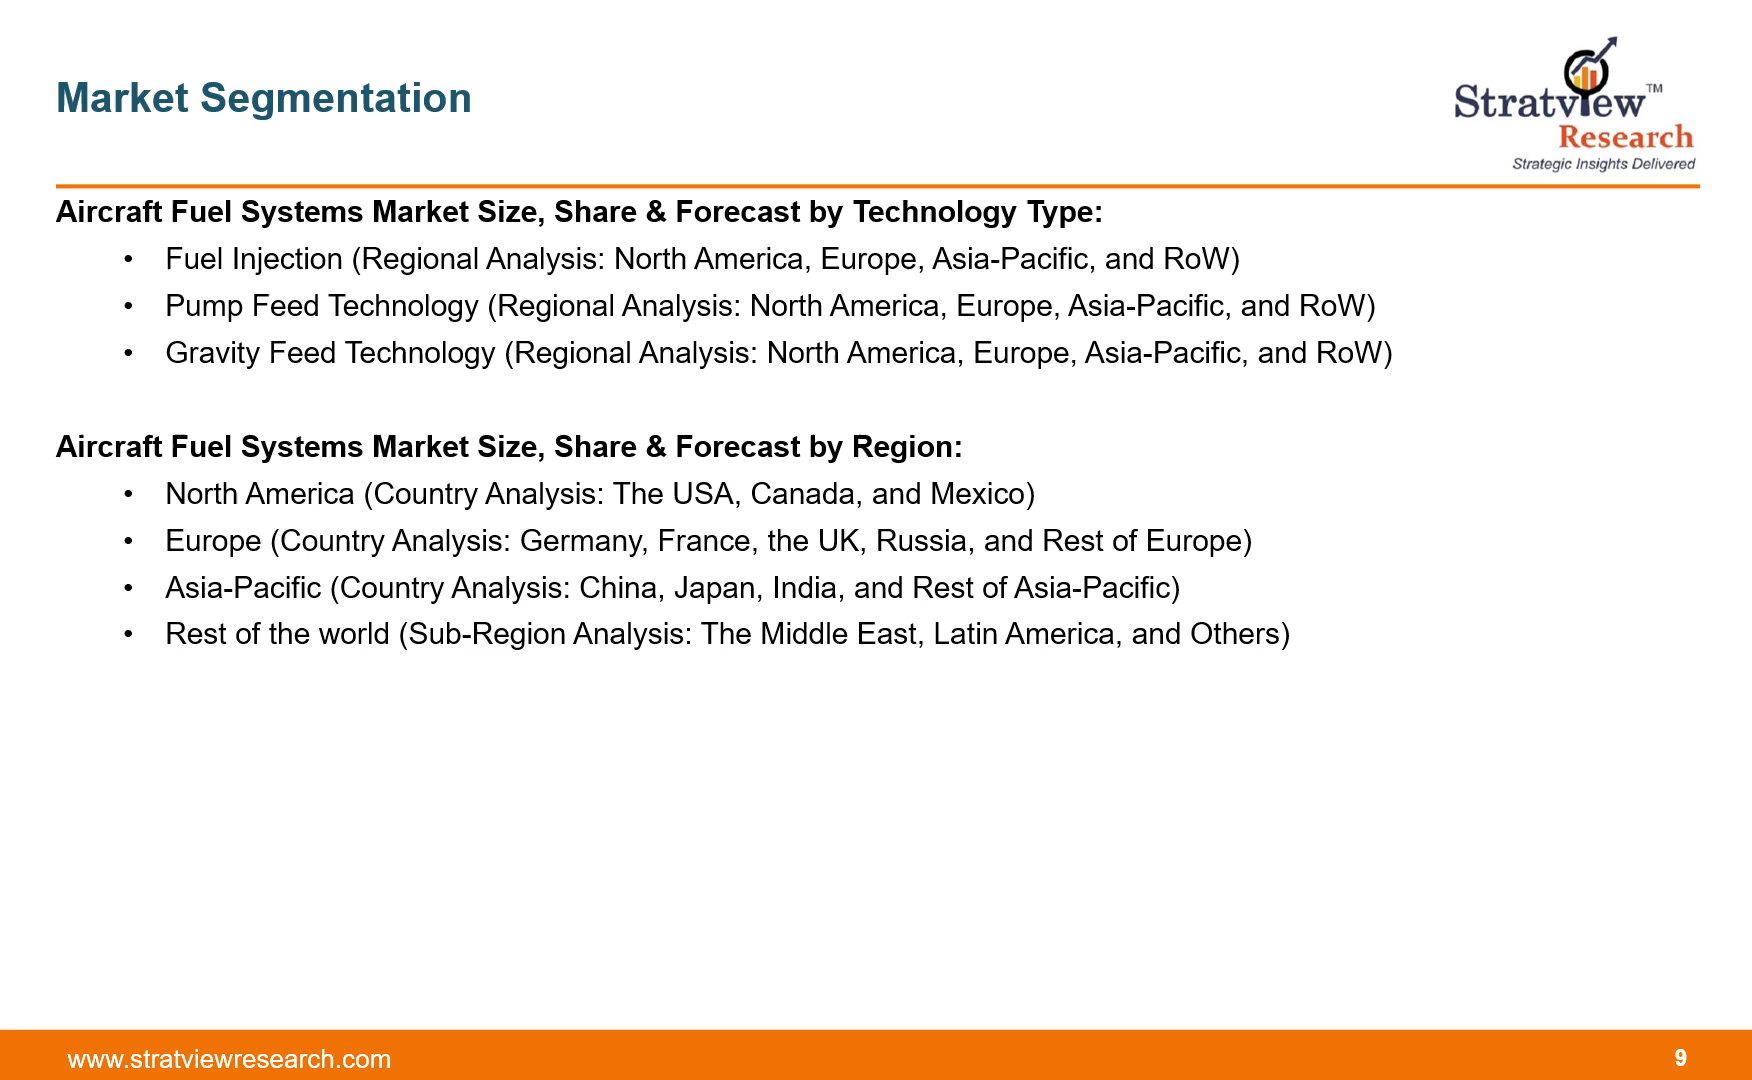 Market Segmentation
Stratview™
Research
Strategic Insights Delivered
Aircraft Fuel Systems Market Size, Share & Forecast by Technology Type:
• Fuel Injection (Regional Analysis: North America, Europe, Asia-Pacific, and RoW)
• Pump Feed Technology (Regional Analysis: North America, Europe, Asia-Pacific, and RoW)
• Gravity Feed Technology (Regional Analysis: North America, Europe, Asia-Pacific, and RoW)
Aircraft Fuel Systems Market Size, Share & Forecast by Region:
• North America (Country Analysis: The USA, Canada, and Mexico)
• Europe (Country Analysis: Germany, France, the UK, Russia, and Rest of Europe)
• Asia-Pacific (Country Analysis: China, Japan, India, and Rest of Asia-Pacific)
• Rest of the world (Sub-Region Analysis: The Middle East, Latin America, and Others)
www.stratviewresearch.com
9